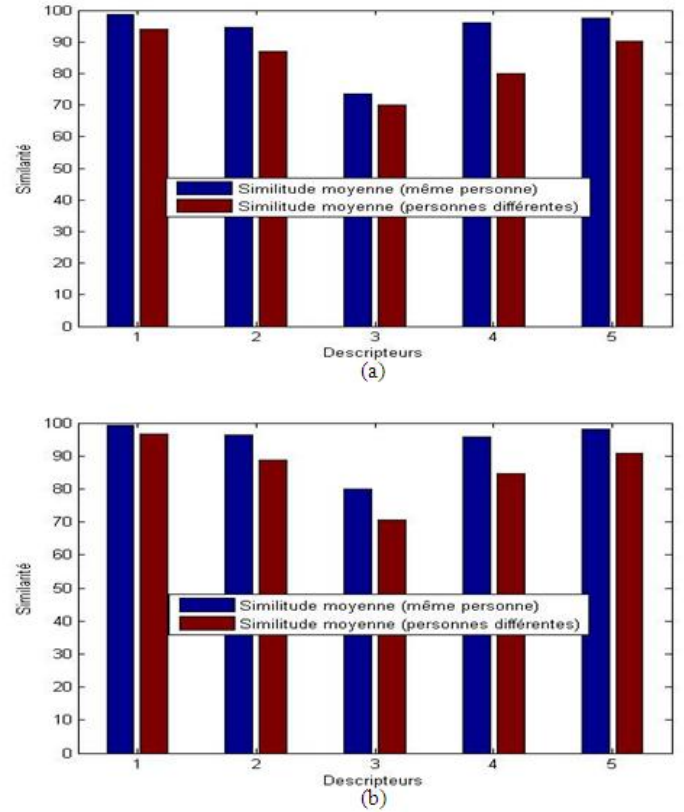 100
90
80
70
60
50
40
30
20
10
0
Similarité
Similitude moyenne (même personne)
Similitude moyenne (personnes différentes)
1 2 3 4 5
Descripteurs
(a)
100
90
80
70
60
50
40
30
20
10
0
Similarité
Similitude moyenne (même personne)
Similitude moyenne (personnes différentes)
1 2 3 4 5
Descripteurs
(b)